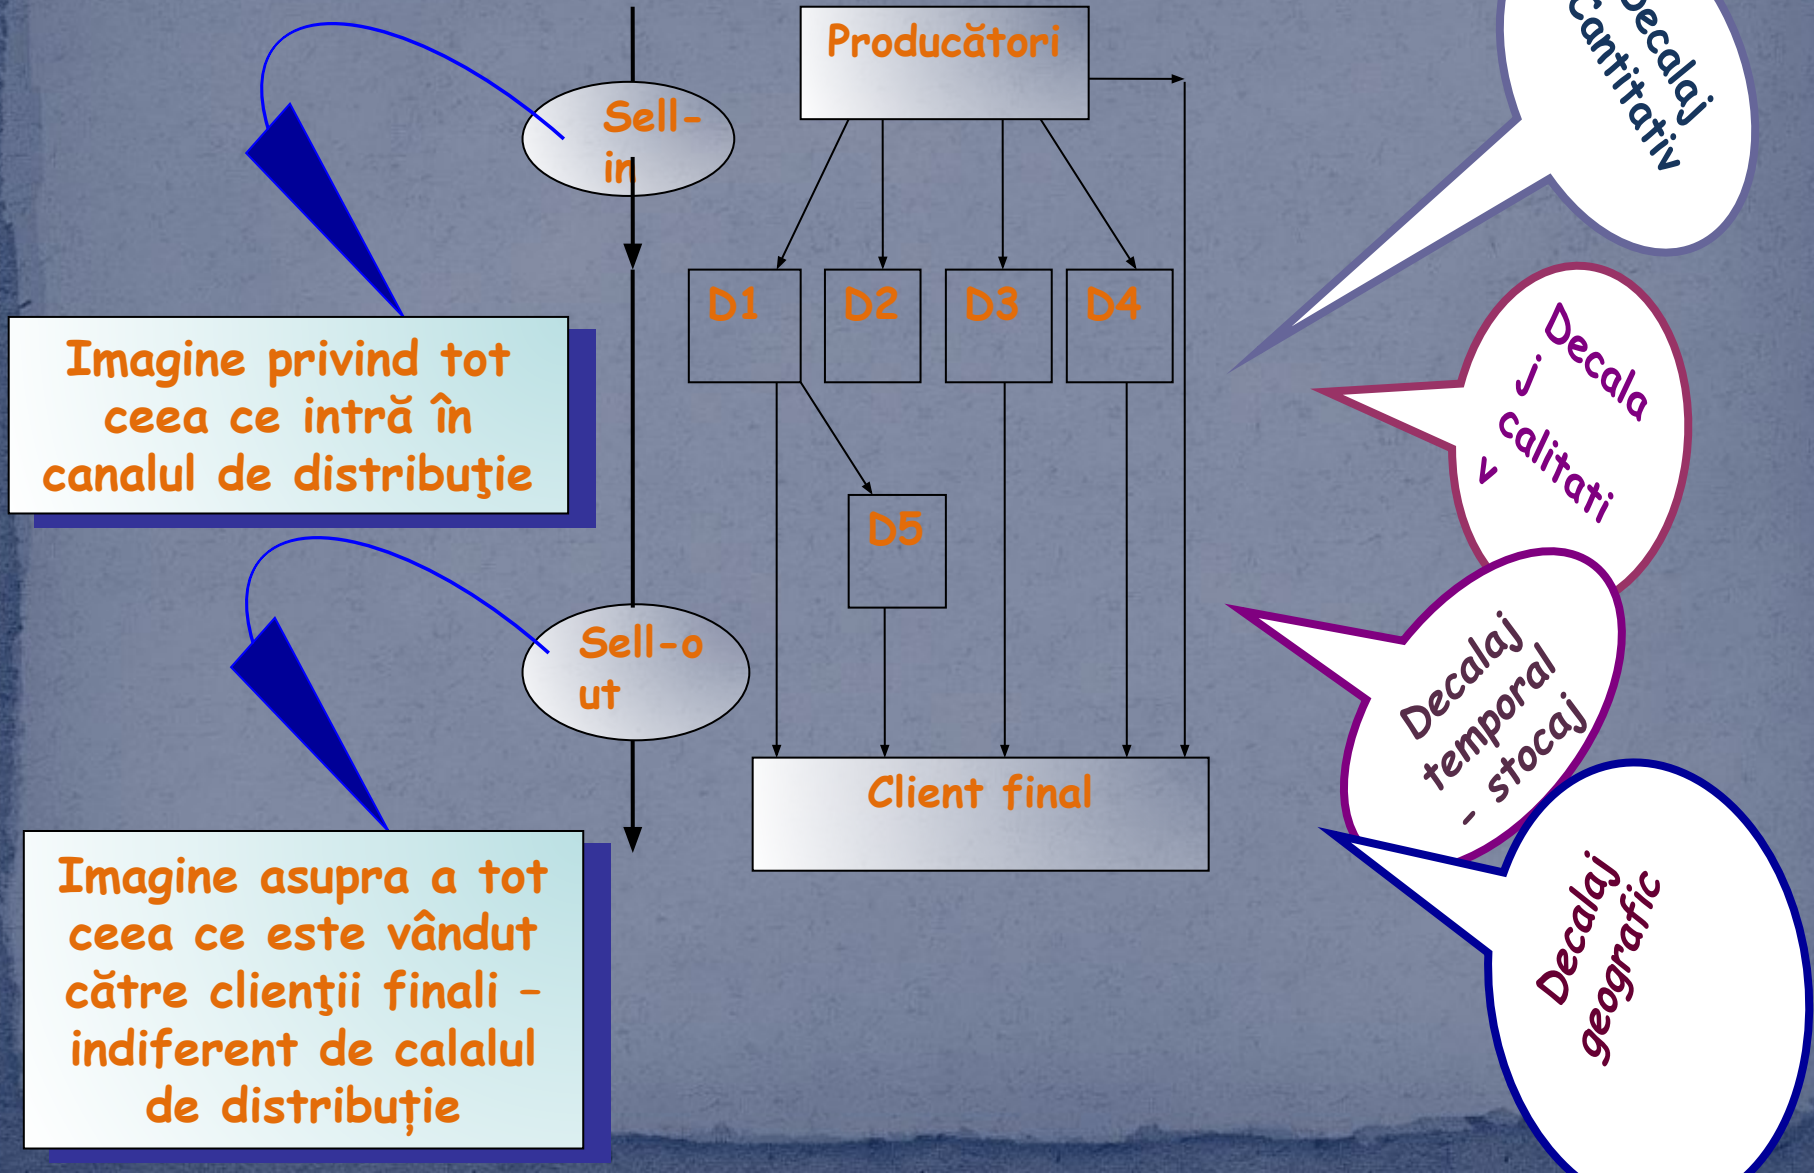 Producători
Sell-
in
D1
D2
D3
D4
Imagine privind tot
ceea ce intră în
canalul de distribuţie
D5
Sell-o
ut
Client final
Imagine asupra a tot
ceea ce este vândut
către clienţii finali –
indiferent de calalul
de distribuție
Decalaj
Cantitativ
Decala
j
calitati
v
Decalaj
temporal
- stocaj
Decalaj
geografic